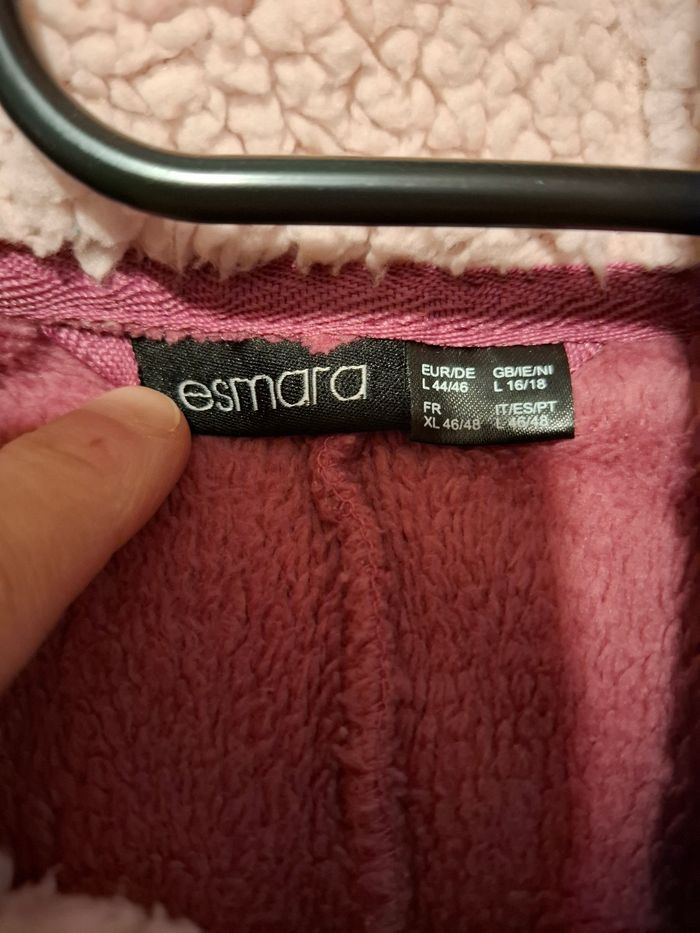 esmara
EUR/DE GB/IE/NI
L 44/46 L 16/18
FR IT/ES/PT
XL 46/48 L 46/48